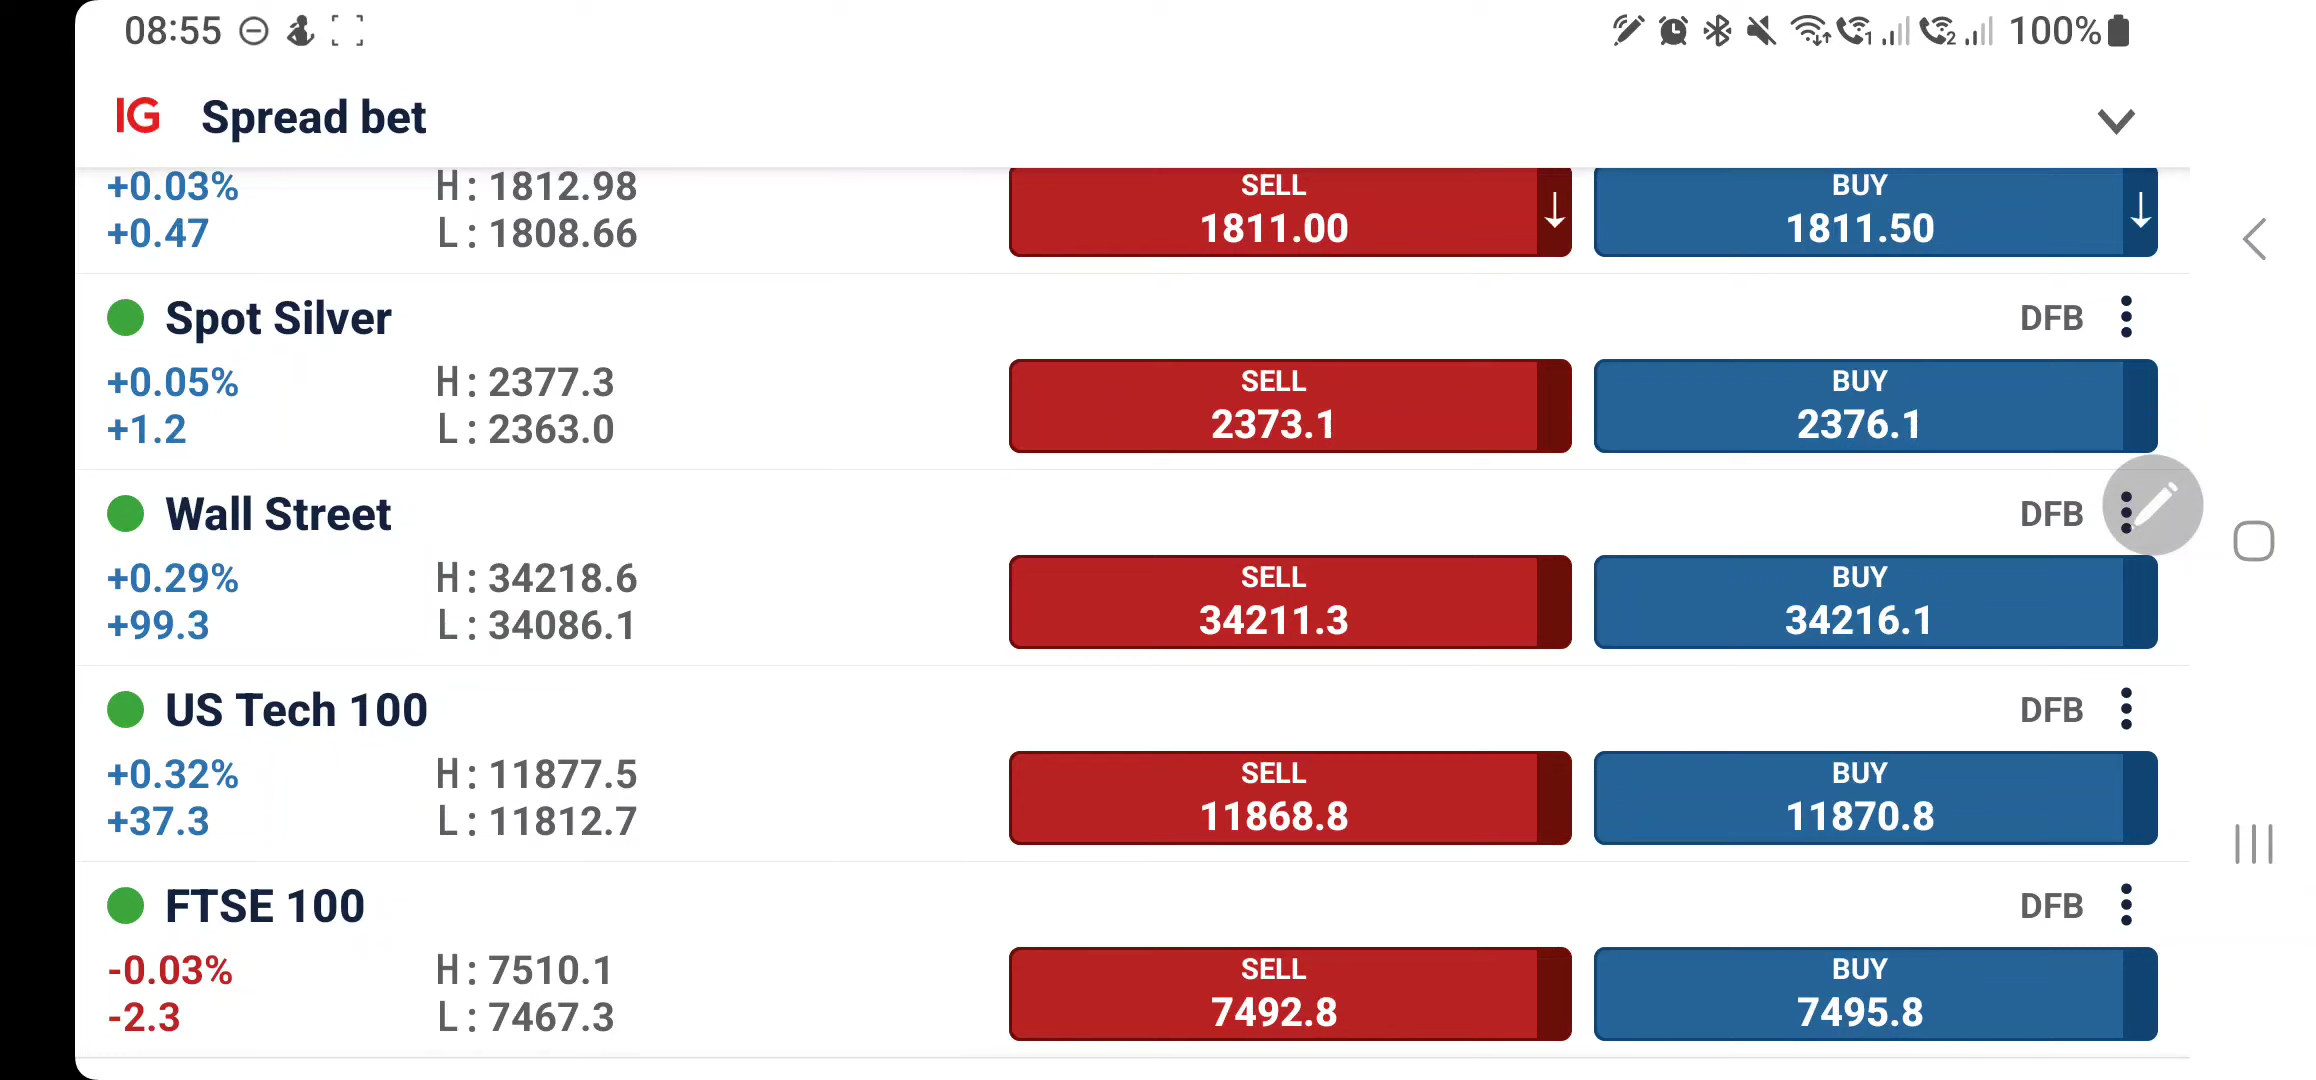 08:55 100%
IG Spread bet
+0.03% H: 1812.98 SELL BUY
+0.47 L: 1808.66 1811.00 1811.50
Spot Silver DFB
+0.05% H: 2377.3 SELL BUY
+1.2 L: 2363.0 2373.1 2376.1
Wall Street DFB
+0.29% H: 34218.6 SELL BUY
+99.3 L: 34086.1 34211.3 34216.1
US Tech 100 DFB
+0.32% H: 11877.5 SELL BUY
+37.3 L: 11812.7 11868.8 11870.8
FTSE 100 DFB
-0.03% H: 7510.1 SELL BUY
-2.3 L: 7467.3 7492.8 7495.8